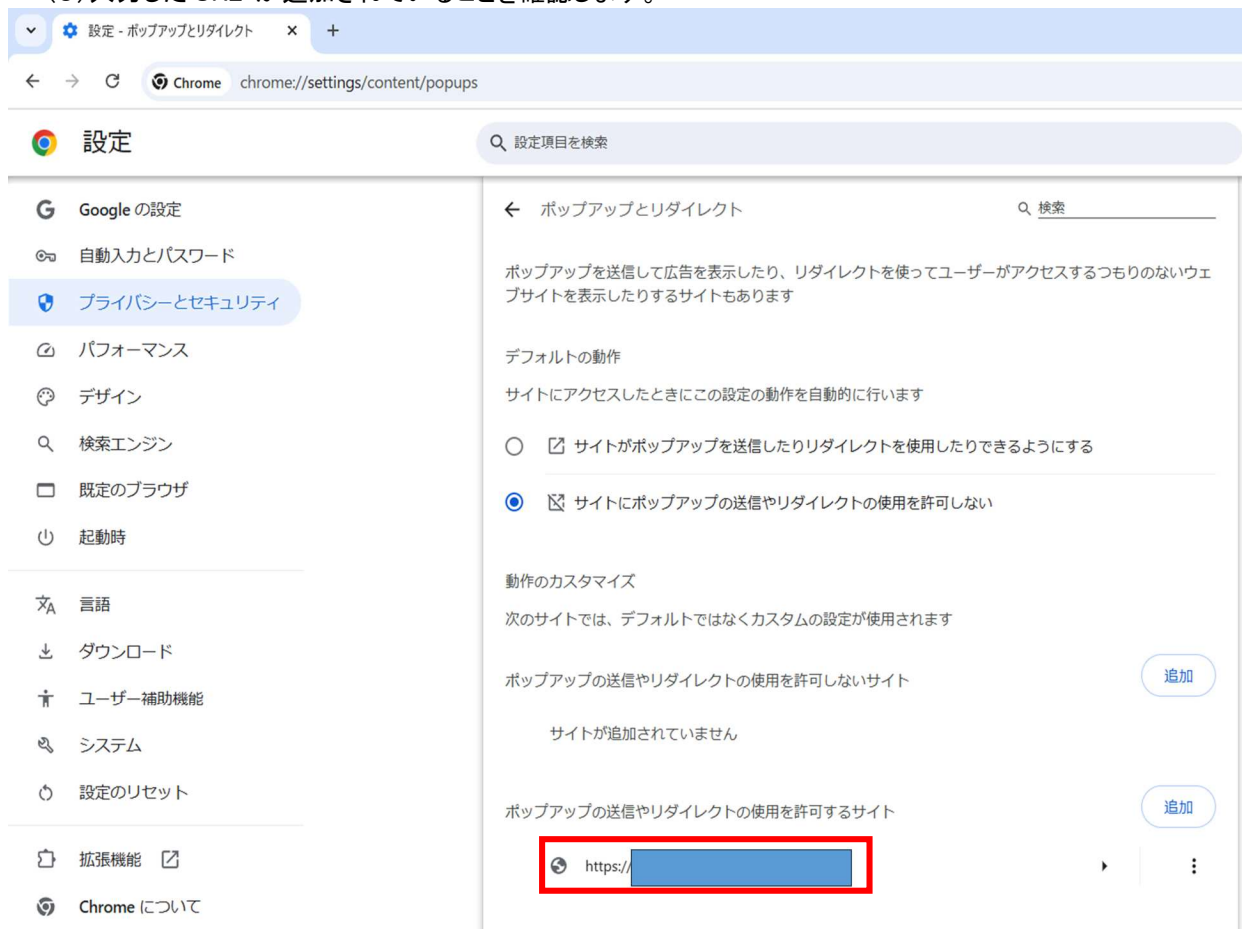 設定 - ポップアップとリダイレクト
Chrome chrome://settings/content/popups
設定
設定項目を検索
Google の設定
自動入力とパスワード
プライバシーとセキュリティ
パフォーマンス
デザイン
検索エンジン
既定のブラウザ
起動時
言語
ダウンロード
ユーザー補助機能
システム
設定のリセット
拡張機能
Chrome について
ポップアップとリダイレクト
検索
ポップアップを送信して広告を表示したり、リダイレクトを使ってユーザーがアクセスするつもりのないウェ
ブサイトを表示したりするサイトもあります
デフォルトの動作
サイトにアクセスしたときにこの設定の動作を自動的に行います
サイトがポップアップを送信したりリダイレクトを使用したりできるようにする
サイトにポップアップの送信やリダイレクトの使用を許可しない
動作のカスタマイズ
次のサイトでは、デフォルトではなくカスタムの設定が使用されます
ポップアップの送信やリダイレクトの使用を許可しないサイト
追加
サイトが追加されていません
ポップアップの送信やリダイレクトの使用を許可するサイト
追加
https://